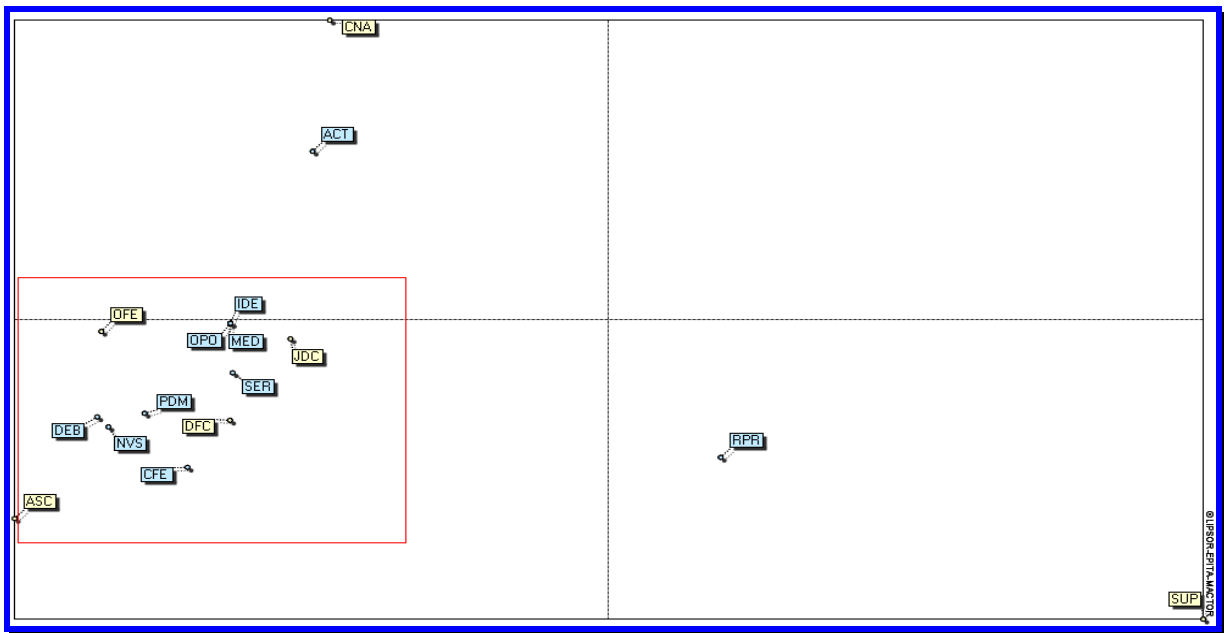 CNA
ACT
IDE
OFE
OPO
MED
JDC
SER
PDM
DFC
DEB
NVS
RPR
CFE
ASC
©LIPSOR-EPITA-MACTOR
SUP